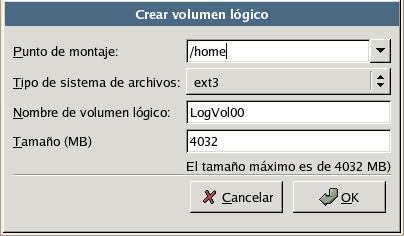 Crear volumen lógico
Punto de montaje: /home
Tipo de sistema de archivos: ext3
Nombre de volumen lógico: LogVol00
Tamaño (MB) 4032
El tamaño máximo es de 4032 MB)
Cancelar OK